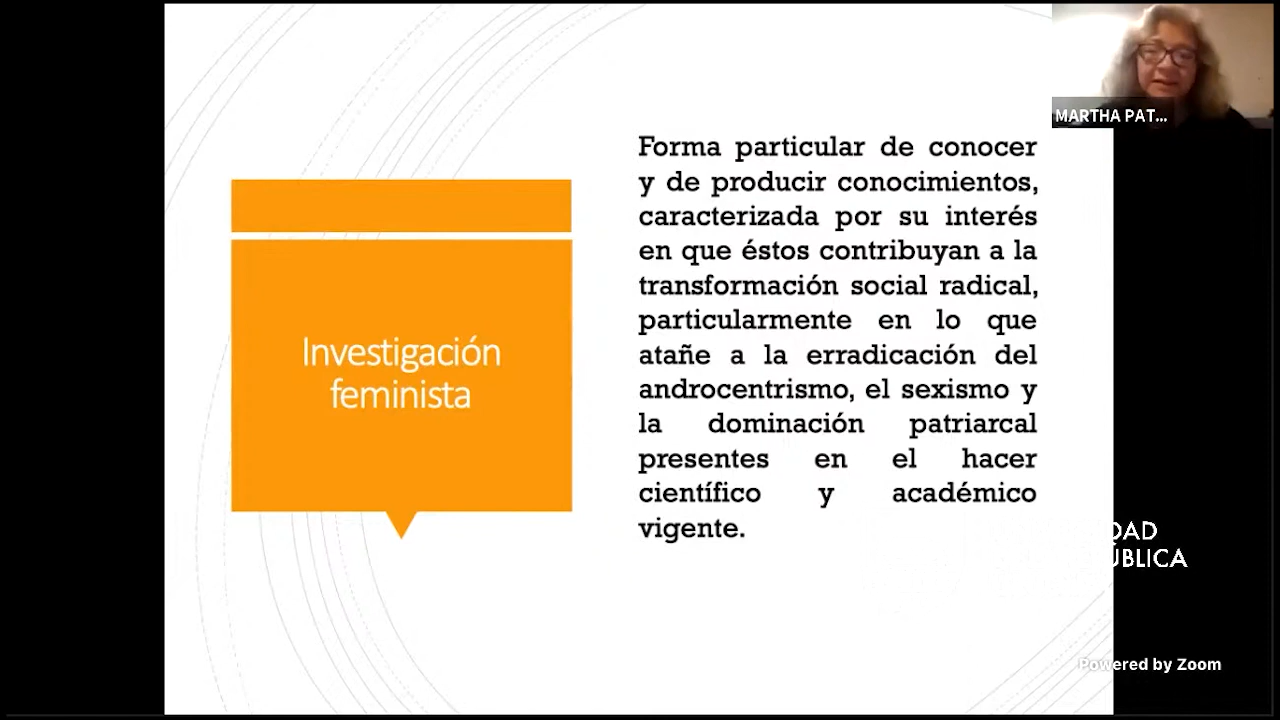 MARTHA PAT...
Investigación
feminista
Forma particular de conocer
y de producir conocimientos,
caracterizada por su interés
en que éstos contribuyan a la
transformación social radical,
particularmente en lo que
atañe a la erradicación del
androcentrismo, el sexismo y
la dominación patriarcal
presentes en el hacer
científico y académico
vigente.
DAD
ÚBLICA
Powered by Zoom